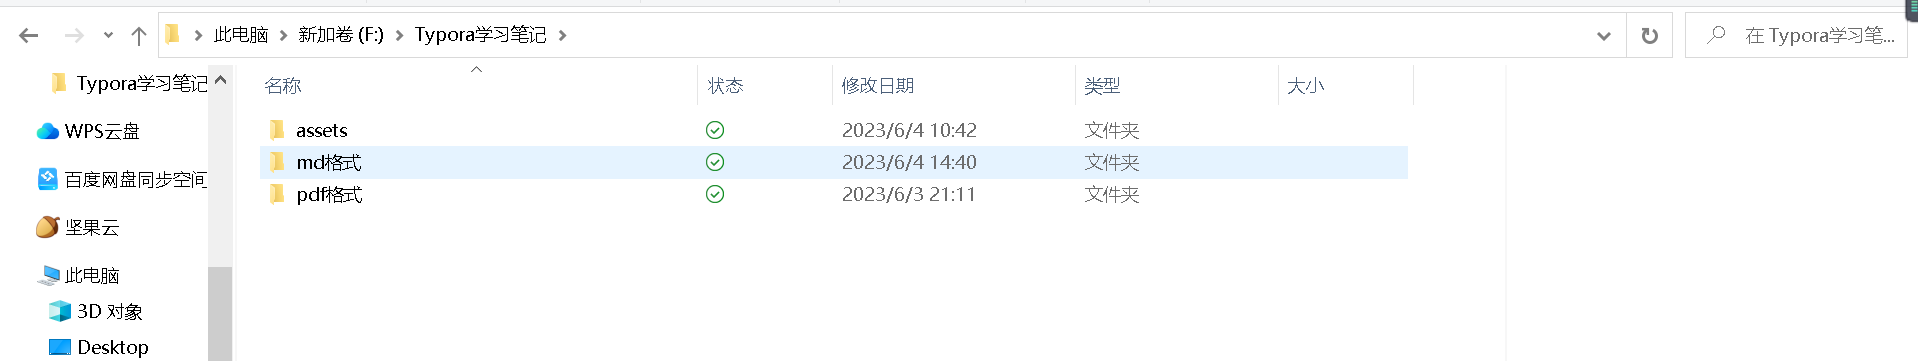 此电脑 > 新加卷 (F:) > Typora学习笔记 >
在 Typora学习笔...
Typora学习笔记
WPS云盘
百度网盘同步空间
坚果云
此电脑
3D 对象
Desktop
名称 状态 修改日期 类型 大小
assets 2023/6/4 10:42 文件夹
md格式 2023/6/4 14:40 文件夹
pdf格式 2023/6/3 21:11 文件夹